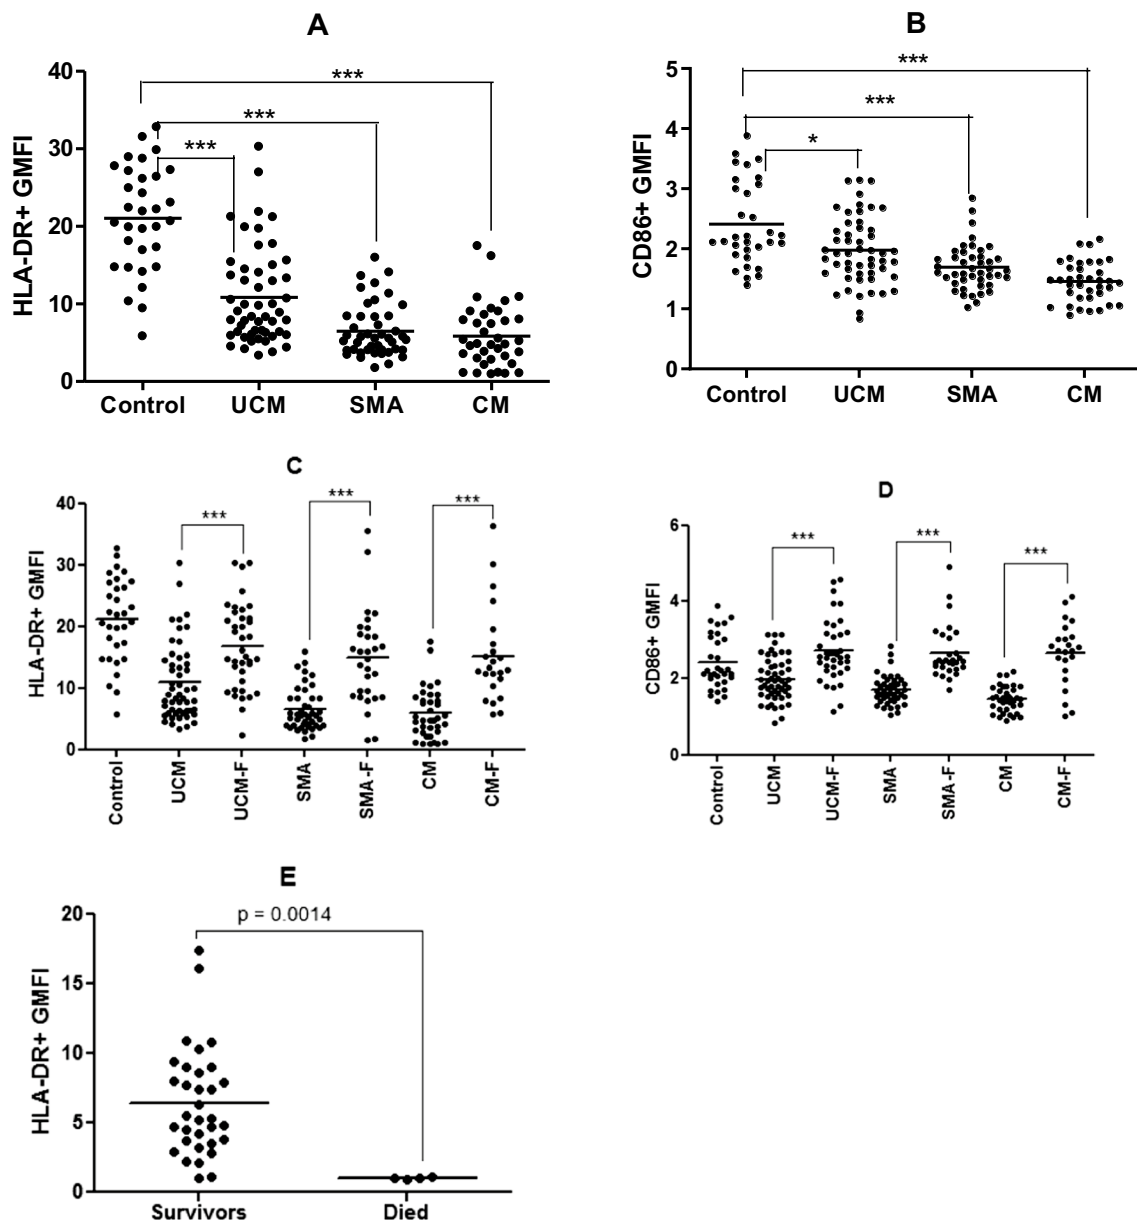 A
HLA-DR+ GMFI
40
30
20
10
0
***
***
***
Control UCM SMA CM
B
CD86+ GMFI
5
4
3
2
1
0
***
***
*
Control UCM SMA CM
C
HLA-DR+ GMFI
40
30
20
10
0
***
***
***
Control UCM UCM-F SMA SMA-F CM CM-F
D
CD86+ GMFI
6
4
2
0
***
***
***
Control UCM UCM-F SMA SMA-F CM CM-F
E
HLA-DR+ GMFI
20
15
10
5
0
p = 0.0014
Survivors Died